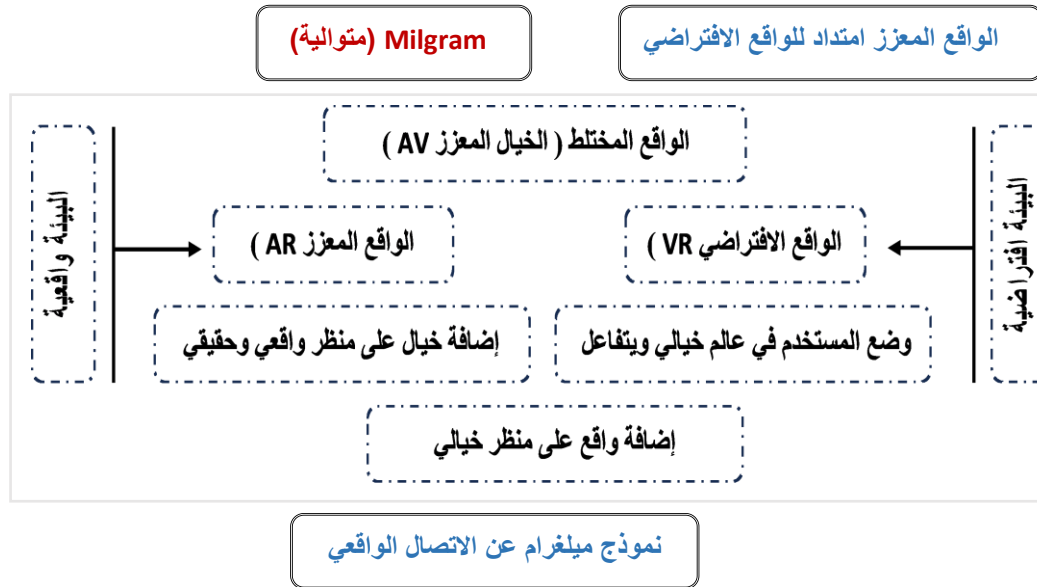 الواقع المعزز امتداد للواقع الافتراضي
Milgram (متوالية)
الواقع المختلط ( الخيال المعزز AV )
البيئة افتراضية
الواقع الافتراضي VR )
الواقع المعزز AR )
البيئة واقعية
وضع المستخدم في عالم خيالي ويتفاعل
إضافة خيال على منظر واقعي وحقيقي
إضافة واقع على منظر خيالي
نموذج ميلغرام عن الاتصال الواقعي